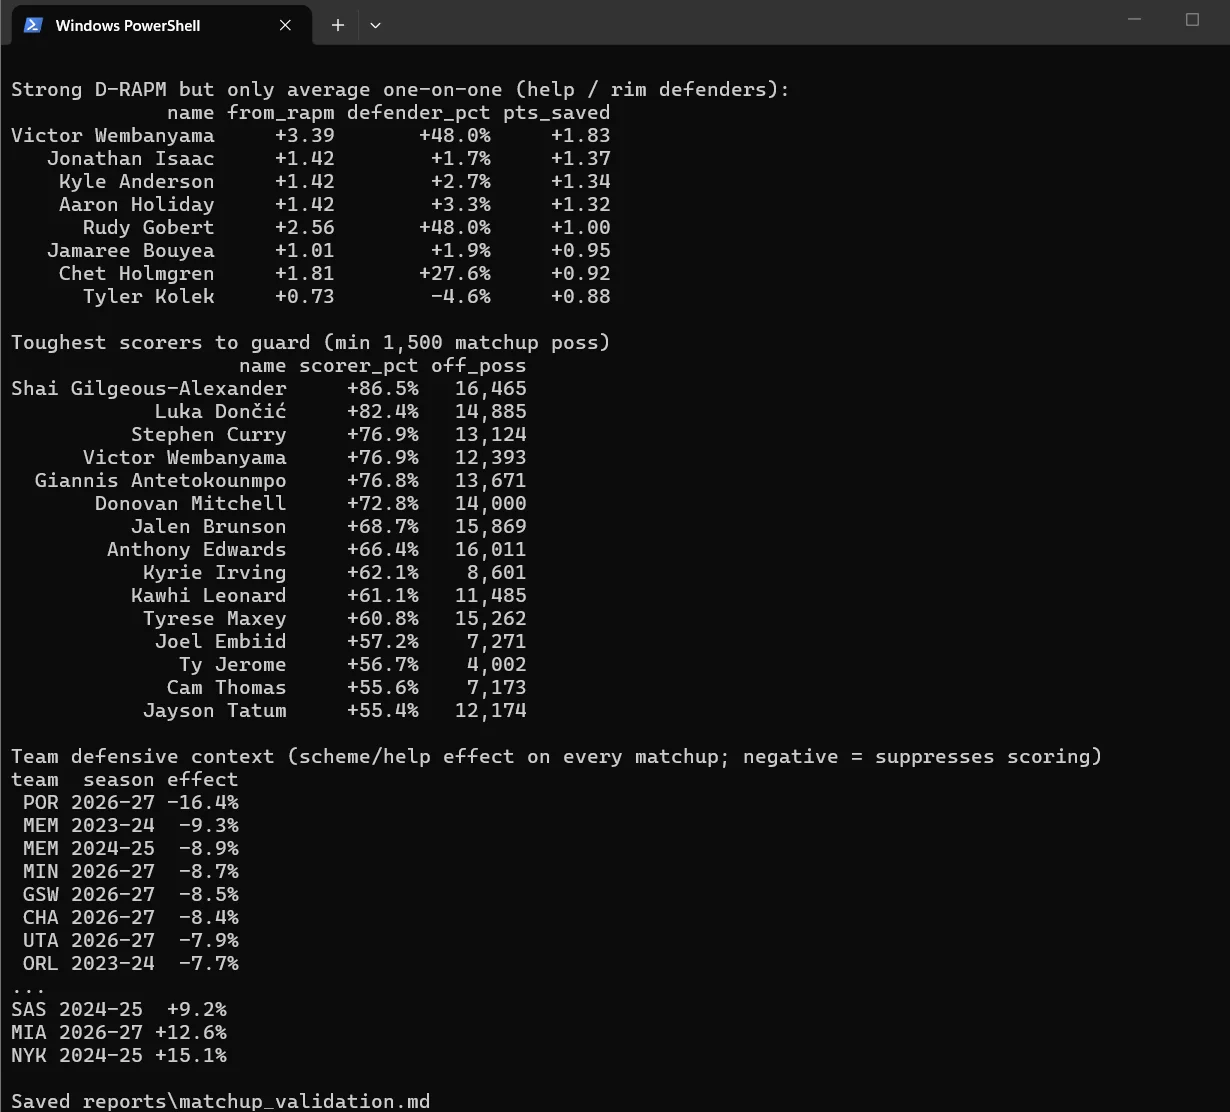 Windows PowerShell
Strong D-RAPM but only average one-on-one (help / rim defenders):
name from_rapm defender_pct pts_saved
Victor Wembanyama +3.39 +48.0% +1.83
Jonathan Isaac +1.42 +1.7% +1.37
Kyle Anderson +1.42 +2.7% +1.34
Aaron Holiday +1.42 +3.3% +1.32
Rudy Gobert +2.56 +48.0% +1.00
Jamaree Bouyea +1.01 +1.9% +0.95
Chet Holmgren +1.81 +27.6% +0.92
Tyler Kolek +0.73 -4.6% +0.88
Toughest scorers to guard (min 1,500 matchup poss)
name scorer_pct off_poss
Shai Gilgeous-Alexander +86.5% 16,465
Luka Dončić +82.4% 14,885
Stephen Curry +76.9% 13,124
Victor Wembanyama +76.9% 12,393
Giannis Antetokounmpo +76.8% 13,671
Donovan Mitchell +72.8% 14,000
Jalen Brunson +68.7% 15,869
Anthony Edwards +66.4% 16,011
Kyrie Irving +62.1% 8,601
Kawhi Leonard +61.1% 11,485
Tyrese Maxey +60.8% 15,262
Joel Embiid +57.2% 7,271
Ty Jerome +56.7% 4,002
Cam Thomas +55.6% 7,173
Jayson Tatum +55.4% 12,174
Team defensive context (scheme/help effect on every matchup; negative = suppresses scoring)
team season effect
POR 2026-27 -16.4%
MEM 2023-24 -9.3%
MEM 2024-25 -8.9%
MIN 2026-27 -8.7%
GSW 2026-27 -8.5%
CHA 2026-27 -8.4%
UTA 2026-27 -7.9%
ORL 2023-24 -7.7%
...
SAS 2024-25 +9.2%
MIA 2026-27 +12.6%
NYK 2024-25 +15.1%
Saved reports\matchup_validation.md